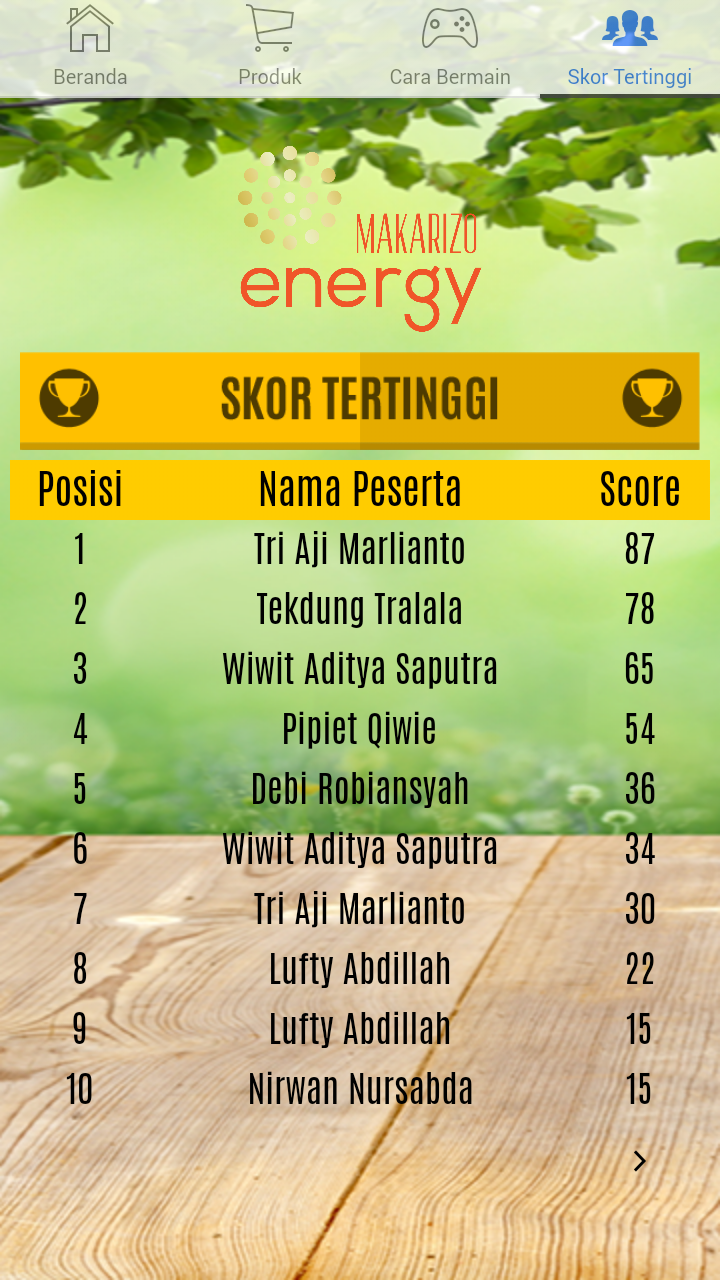 Beranda Produk Cara Bermain Skor Tertinggi
MAKARIZO
energy
SKOR TERTINGGI
Posisi Nama Peserta Score
1 Tri Aji Marlianto 87
2 Tekdung Tralala 78
3 Wiwit Aditya Saputra 65
4 Pipiet Qiwie 54
5 Debi Robiansyah 36
6 Wiwit Aditya Saputra 34
7 Tri Aji Marlianto 30
8 Lufty Abdillah 22
9 Lufty Abdillah 15
10 Nirwan Nursabda 15